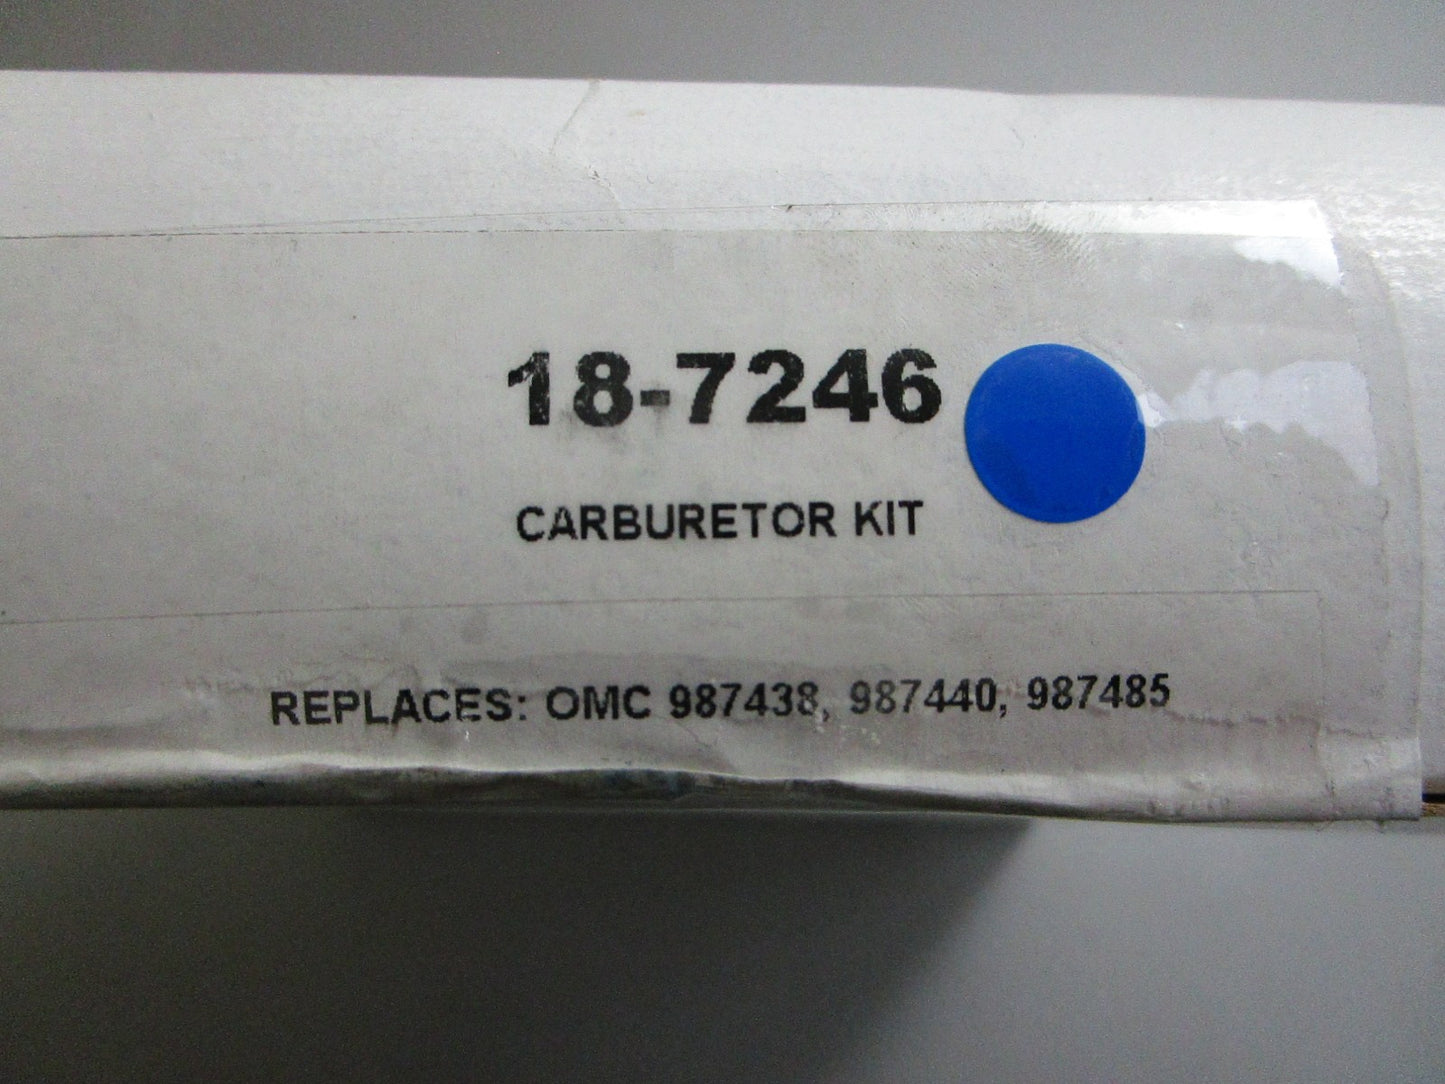 18-7246
CARBURETOR KIT
REPLACES: OMC 987438, 987440, 987485